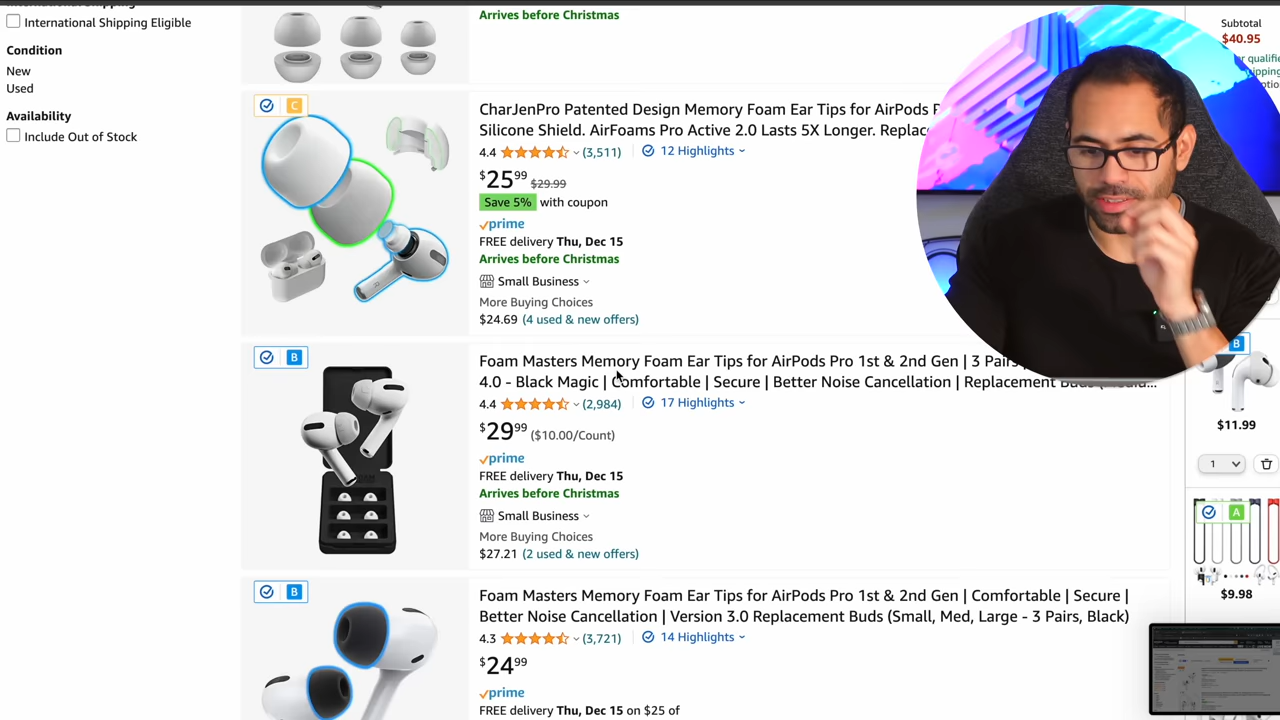 International Shipping Eligible
Condition
New
Used
Availability
Include Out of Stock
Arrives before Christmas
C
CharJenPro Patented Design Memory Foam Ear Tips for AirPods
Silicone Shield. AirFoams Pro Active 2.0 Lasts 5X Longer.
4.4 (3,511) 12 Highlights
$25.99 $29.99
Save 5% with coupon
prime
FREE delivery Thu, Dec 15
Arrives before Christmas
Small Business
More Buying Choices
$24.69 (4 used & new offers)
B
Foam Masters Memory Foam Ear Tips for AirPods Pro 1st & 2nd Gen | 3 Pairs
4.0 - Black Magic | Comfortable | Secure | Better Noise Cancellation | Replacement
4.4 (2,984) 17 Highlights
$29.99 ($10.00/Count)
prime
FREE delivery Thu, Dec 15
Arrives before Christmas
Small Business
More Buying Choices
$27.21 (2 used & new offers)
B
Foam Masters Memory Foam Ear Tips for AirPods Pro 1st & 2nd Gen | Comfortable | Secure |
Better Noise Cancellation | Version 3.0 Replacement Buds (Small, Med, Large - 3 Pairs, Black)
4.3 (3,721) 14 Highlights
$24.99
prime
FREE delivery Thu, Dec 15 on $25 of
Subtotal
$40.95
B
$11.99
1
A
$9.98